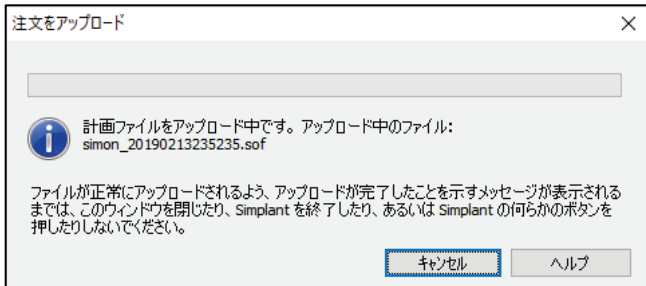 注文をアップロード
計画ファイルをアップロード中です。アップロード中のファイル:
simon_20190213235235.sof
ファイルが正常にアップロードされるよう、アップロードが完了したことを示すメッセージが表示される
までは、このウィンドウを閉じたり、Simplant を終了したり、あるいは Simplant の何らかのボタンを
押したりしないでください。
キャンセル
ヘルプ